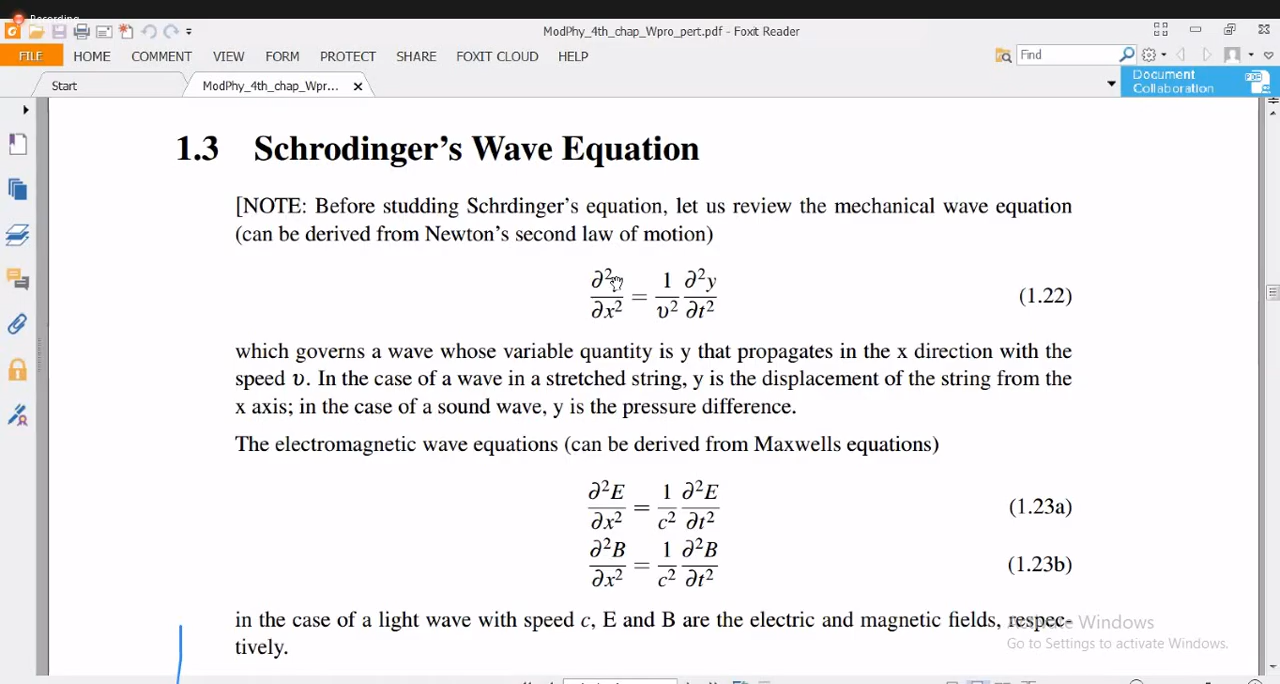 Recording
ModPhy_4th_chap_Wpro_pert.pdf - Foxit Reader
FILE HOME COMMENT VIEW FORM PROTECT SHARE FOXIT CLOUD HELP
Find
Start
ModPhy_4th_chap_Wpr...
Document
Collaboration
1.3 Schrodinger's Wave Equation
[NOTE: Before studding Schrdinger's equation, let us review the mechanical wave equation
(can be derived from Newton's second law of motion)
∂²/∂x² = 1/υ² ∂²y/∂t² (1.22)
which governs a wave whose variable quantity is y that propagates in the x direction with the
speed υ. In the case of a wave in a stretched string, y is the displacement of the string from the
x axis; in the case of a sound wave, y is the pressure difference.
The electromagnetic wave equations (can be derived from Maxwells equations)
∂²E/∂x² = 1/c² ∂²E/∂t² (1.23a)
∂²B/∂x² = 1/c² ∂²B/∂t² (1.23b)
in the case of a light wave with speed c, E and B are the electric and magnetic fields, respec-
tively.
Activate Windows
Go to Settings to activate Windows.